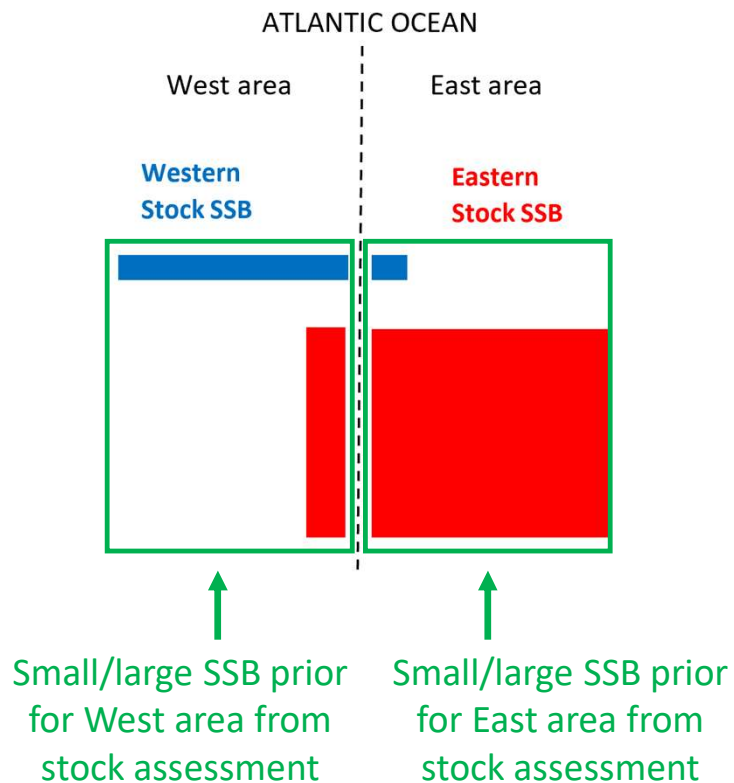 ATLANTIC OCEAN
West area
East area
Western
Stock SSB
Eastern
Stock SSB
Small/large SSB prior
for West area from
stock assessment
Small/large SSB prior
for East area from
stock assessment